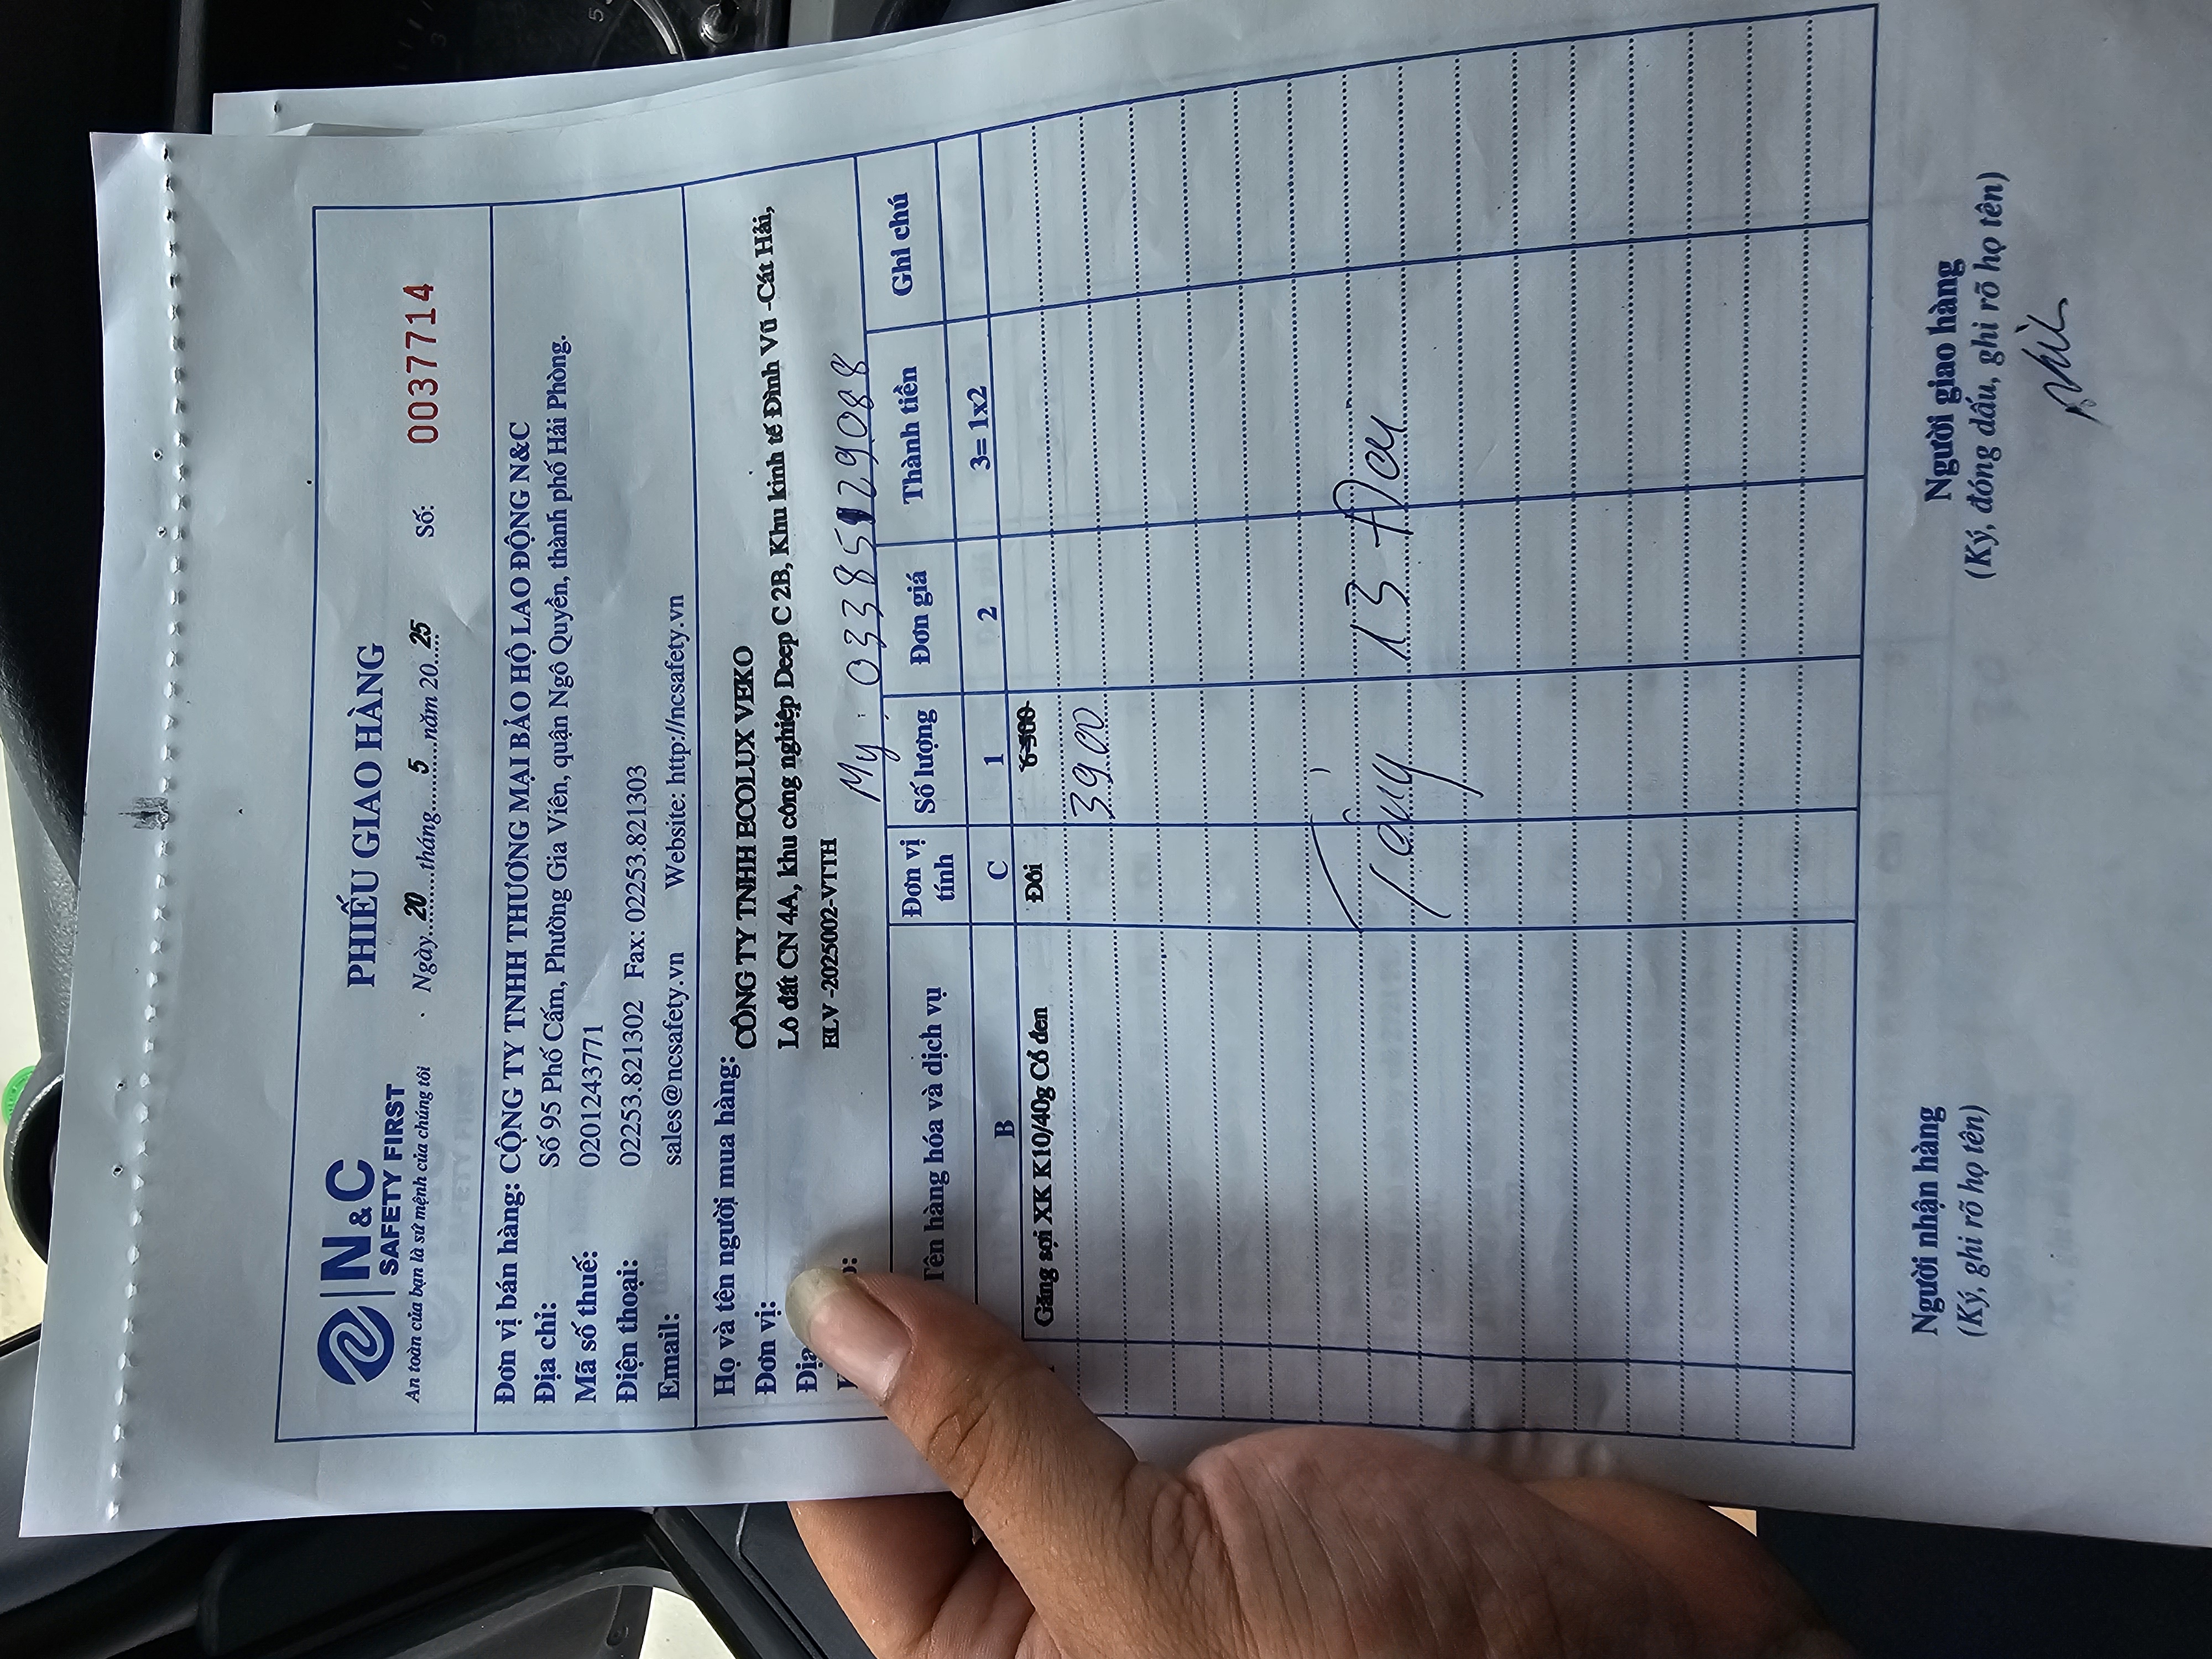 N&C
SAFETY FIRST
An toàn của bạn là sứ mệnh của chúng tôi
PHIẾU GIAO HÀNG
Ngày 20 tháng 5 năm 20 25
Số: 0037714
Đơn vị bán hàng: CÔNG TY TNHH THƯƠNG MẠI BẢO HỘ LAO ĐỘNG N&C
Địa chỉ: Số 95 Phố Cấm, Phường Gia Viên, quận Ngô Quyền, thành phố Hải Phòng.
Mã số thuế: 0201243771
Điện thoại: 02253.821302 Fax: 02253.821303
Email: sales@ncsafety.vn Website: http://ncsafety.vn
Họ và tên người mua hàng:
Đơn vị: CÔNG TY TNHH ECOLUX VEKO
Lô đất CN 4A, khu công nghiệp Deep C 2B, Khu kinh tế Đình Vũ -Cát Hải,
ELV -2025002-VTTH
My: 0338512908
Tên hàng hóa và dịch vụ Đơn vị tính Số lượng Đơn giá Thành tiền Ghi chú
B C 1 2 3= 1x2
Găng sợi XK K10/40g Cổ đen Đôi 6 500
3900
13
Người nhận hàng
(Ký, ghi rõ họ tên)
Người giao hàng
(Ký, đóng dấu, ghi rõ họ tên)